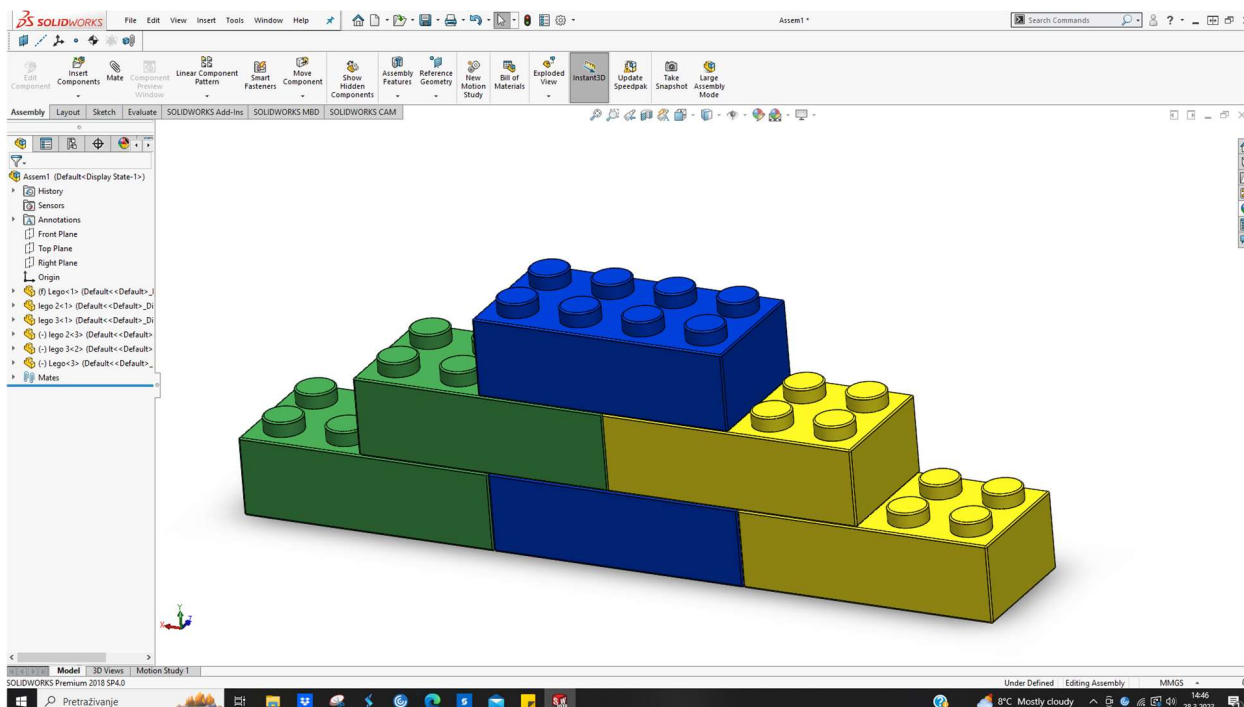 SOLIDWORKS File Edit View Insert Tools Window Help Assem1 * Search Commands ?
Edit Component Insert Components Mate Component Preview Window Linear Component Pattern Smart Fasteners Move Component Show Hidden Components Assembly Features Reference Geometry New Motion Study Bill of Materials Exploded View Instant3D Update Speedpak Take Snapshot Large Assembly Mode
Assembly Layout Sketch Evaluate SOLIDWORKS Add-Ins SOLIDWORKS MBD SOLIDWORKS CAM
Assem1 (Default<Display State-1>)
History
Sensors
Annotations
Front Plane
Top Plane
Right Plane
Origin
(f) Lego<1> (Default<<Default>_
lego 2<1> (Default<<Default>_Di
lego 3<1> (Default<<Default>_Di
(-) lego 2<3> (Default<<Default>
(-) lego 3<2> (Default<<Default>
(-) Lego<3> (Default<<Default>_
Mates
Y
X Z
Model 3D Views Motion Study 1
SOLIDWORKS Premium 2018 SP4.0 Under Defined Editing Assembly MMGS
Pretraživanje 8°C Mostly cloudy 14:46
28.3.2023